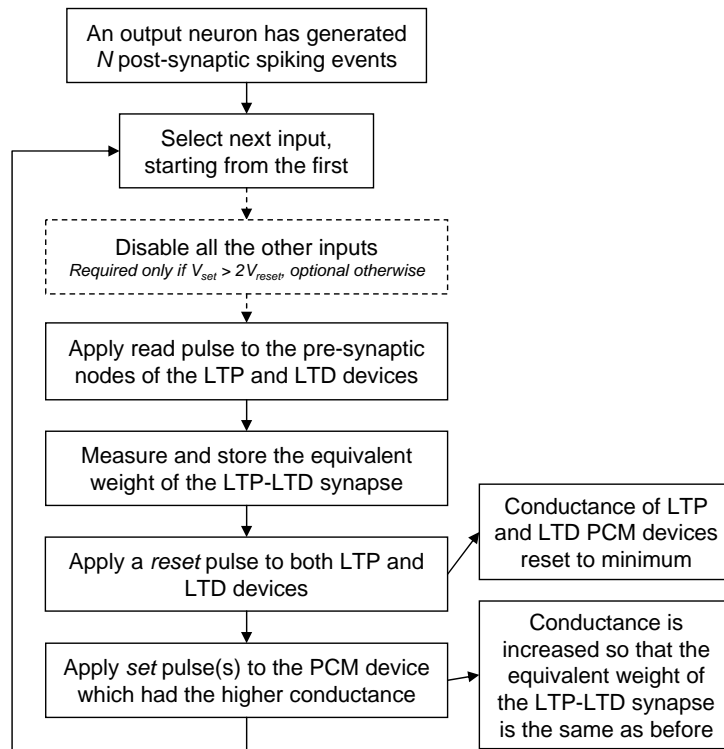 An output neuron has generated
N post-synaptic spiking events
Select next input,
starting from the first
Disable all the other inputs
Required only if Vset > 2Vreset, optional otherwise
Apply read pulse to the pre-synaptic
nodes of the LTP and LTD devices
Measure and store the equivalent
weight of the LTP-LTD synapse
Apply a reset pulse to both LTP and
LTD devices
Conductance of LTP
and LTD PCM devices
reset to minimum
Apply set pulse(s) to the PCM device
which had the higher conductance
Conductance is
increased so that the
equivalent weight of
the LTP-LTD synapse
is the same as before